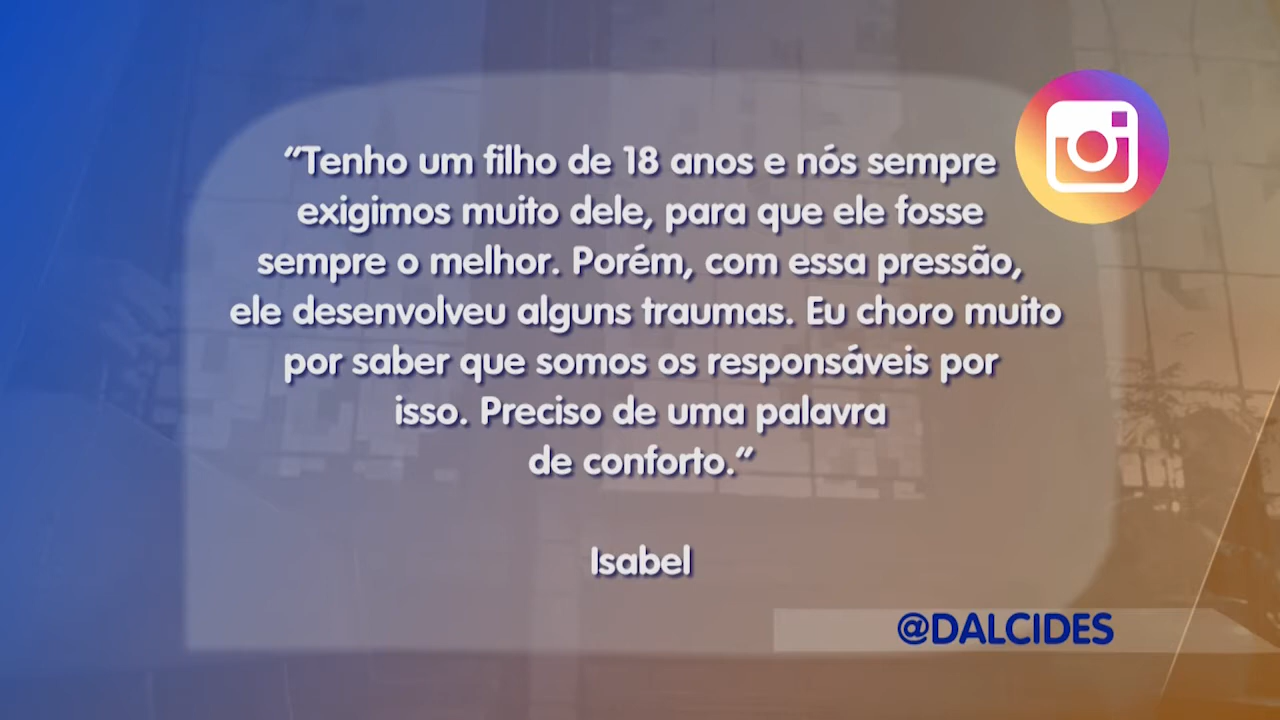 “Tenho um filho de 18 anos e nós sempre
exigimos muito dele, para que ele fosse
sempre o melhor. Porém, com essa pressão,
ele desenvolveu alguns traumas. Eu choro muito
por saber que somos os responsáveis por
isso. Preciso de uma palavra
de conforto.“
Isabel
@DALCIDES